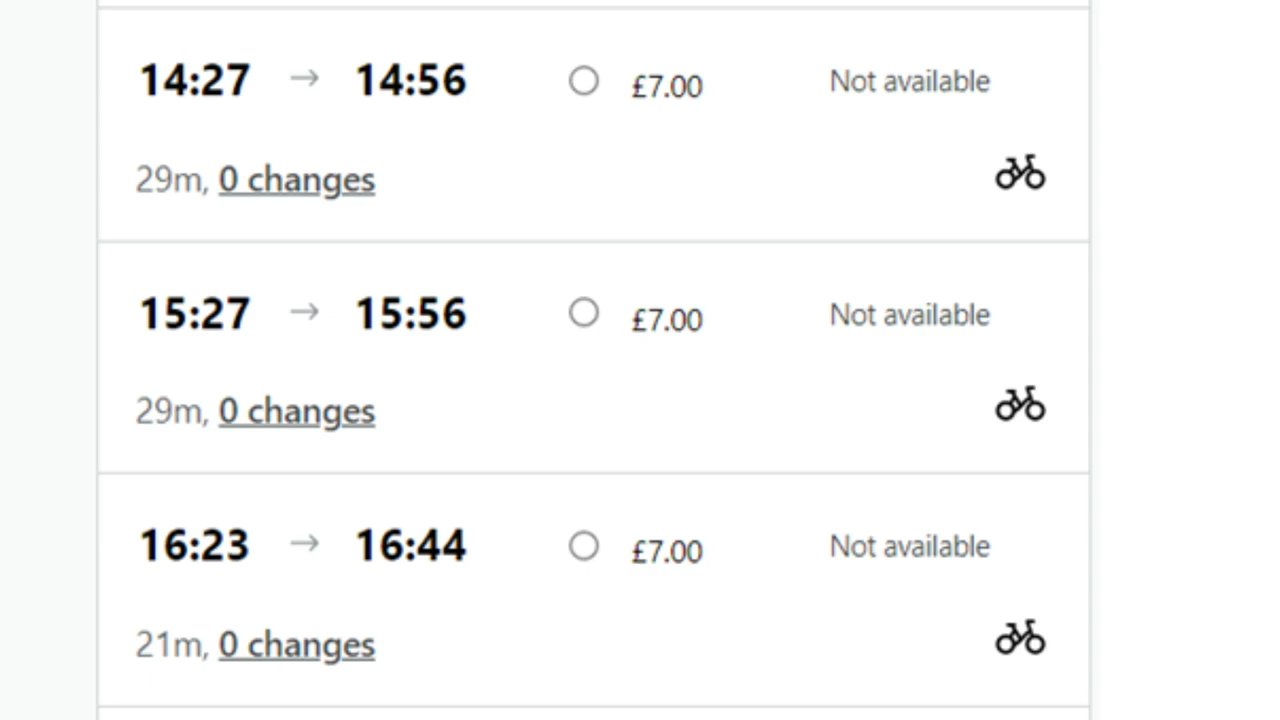 14:27 → 14:56 £7.00 Not available
29m, 0 changes
15:27 → 15:56 £7.00 Not available
29m, 0 changes
16:23 → 16:44 £7.00 Not available
21m, 0 changes